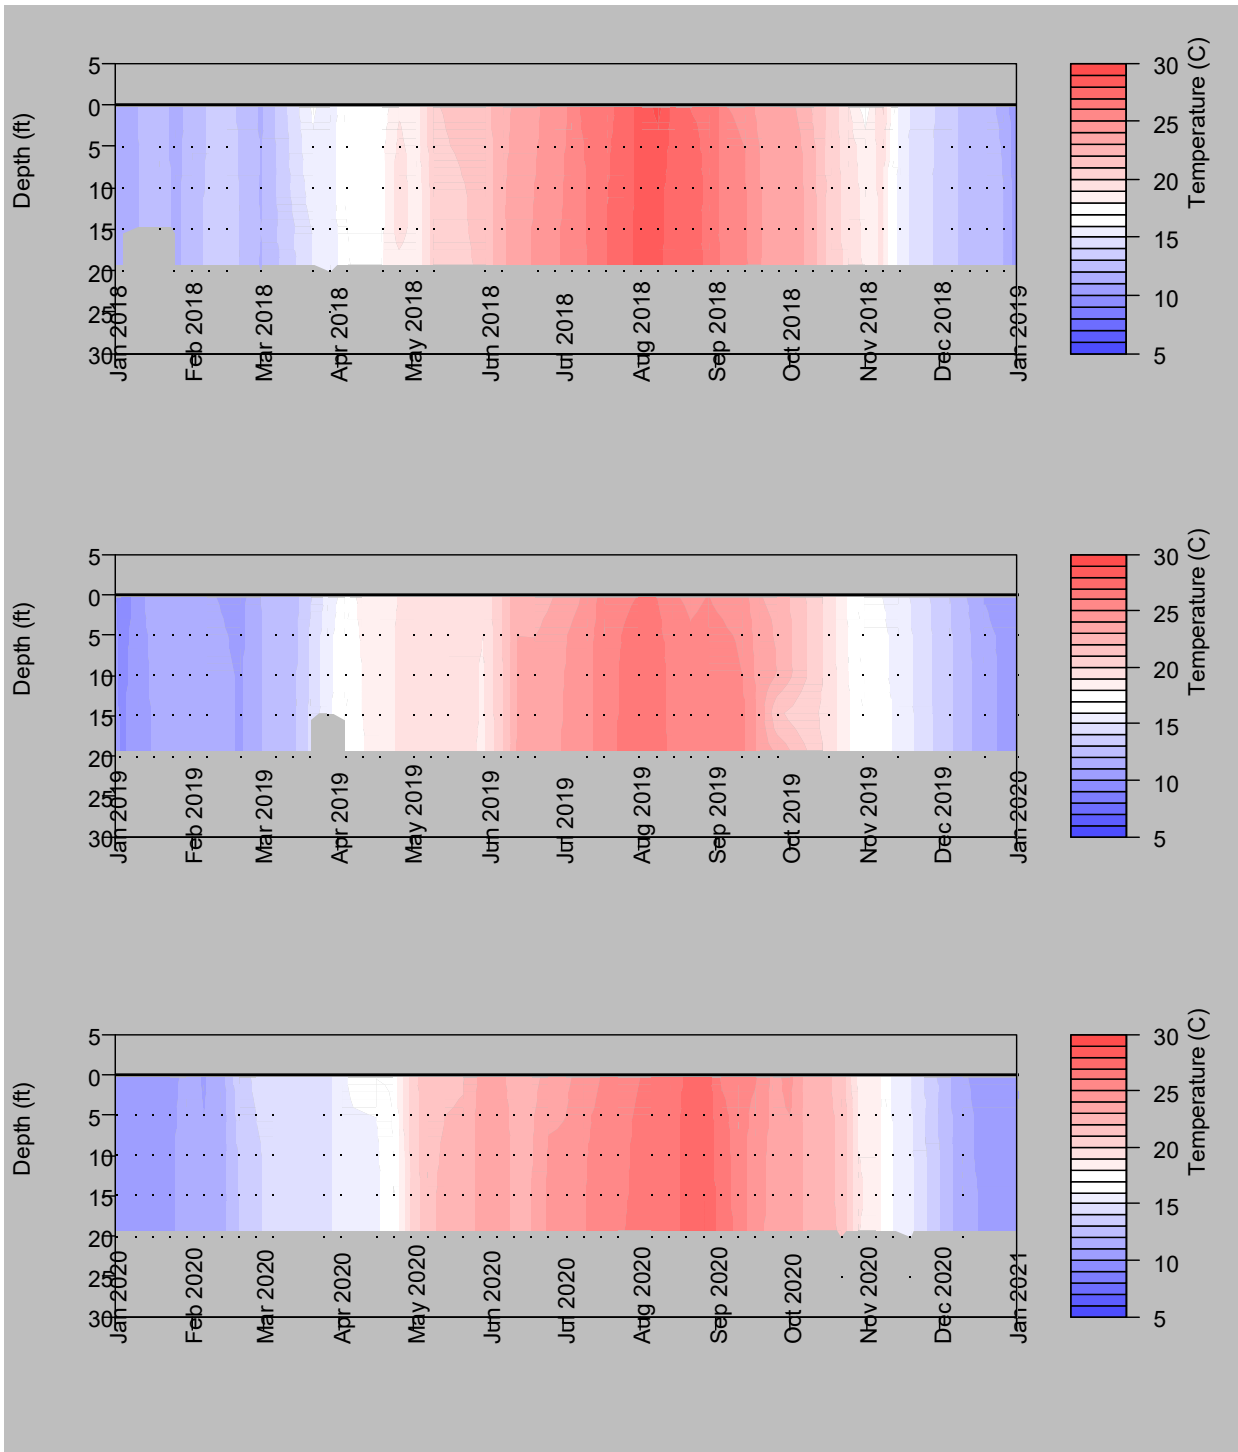 5
0
5
10
15
20
25
30
Depth (ft)
Jan 2018
Feb 2018
Mar 2018
Apr 2018
May 2018
Jun 2018
Jul 2018
Aug 2018
Sep 2018
Oct 2018
Nov 2018
Dec 2018
Jan 2019
30
25
20
15
10
5
Temperature (C)
5
0
5
10
15
20
25
30
Depth (ft)
Jan 2019
Feb 2019
Mar 2019
Apr 2019
May 2019
Jun 2019
Jul 2019
Aug 2019
Sep 2019
Oct 2019
Nov 2019
Dec 2019
Jan 2020
30
25
20
15
10
5
Temperature (C)
5
0
5
10
15
20
25
30
Depth (ft)
Jan 2020
Feb 2020
Mar 2020
Apr 2020
May 2020
Jun 2020
Jul 2020
Aug 2020
Sep 2020
Oct 2020
Nov 2020
Dec 2020
Jan 2021
30
25
20
15
10
5
Temperature (C)